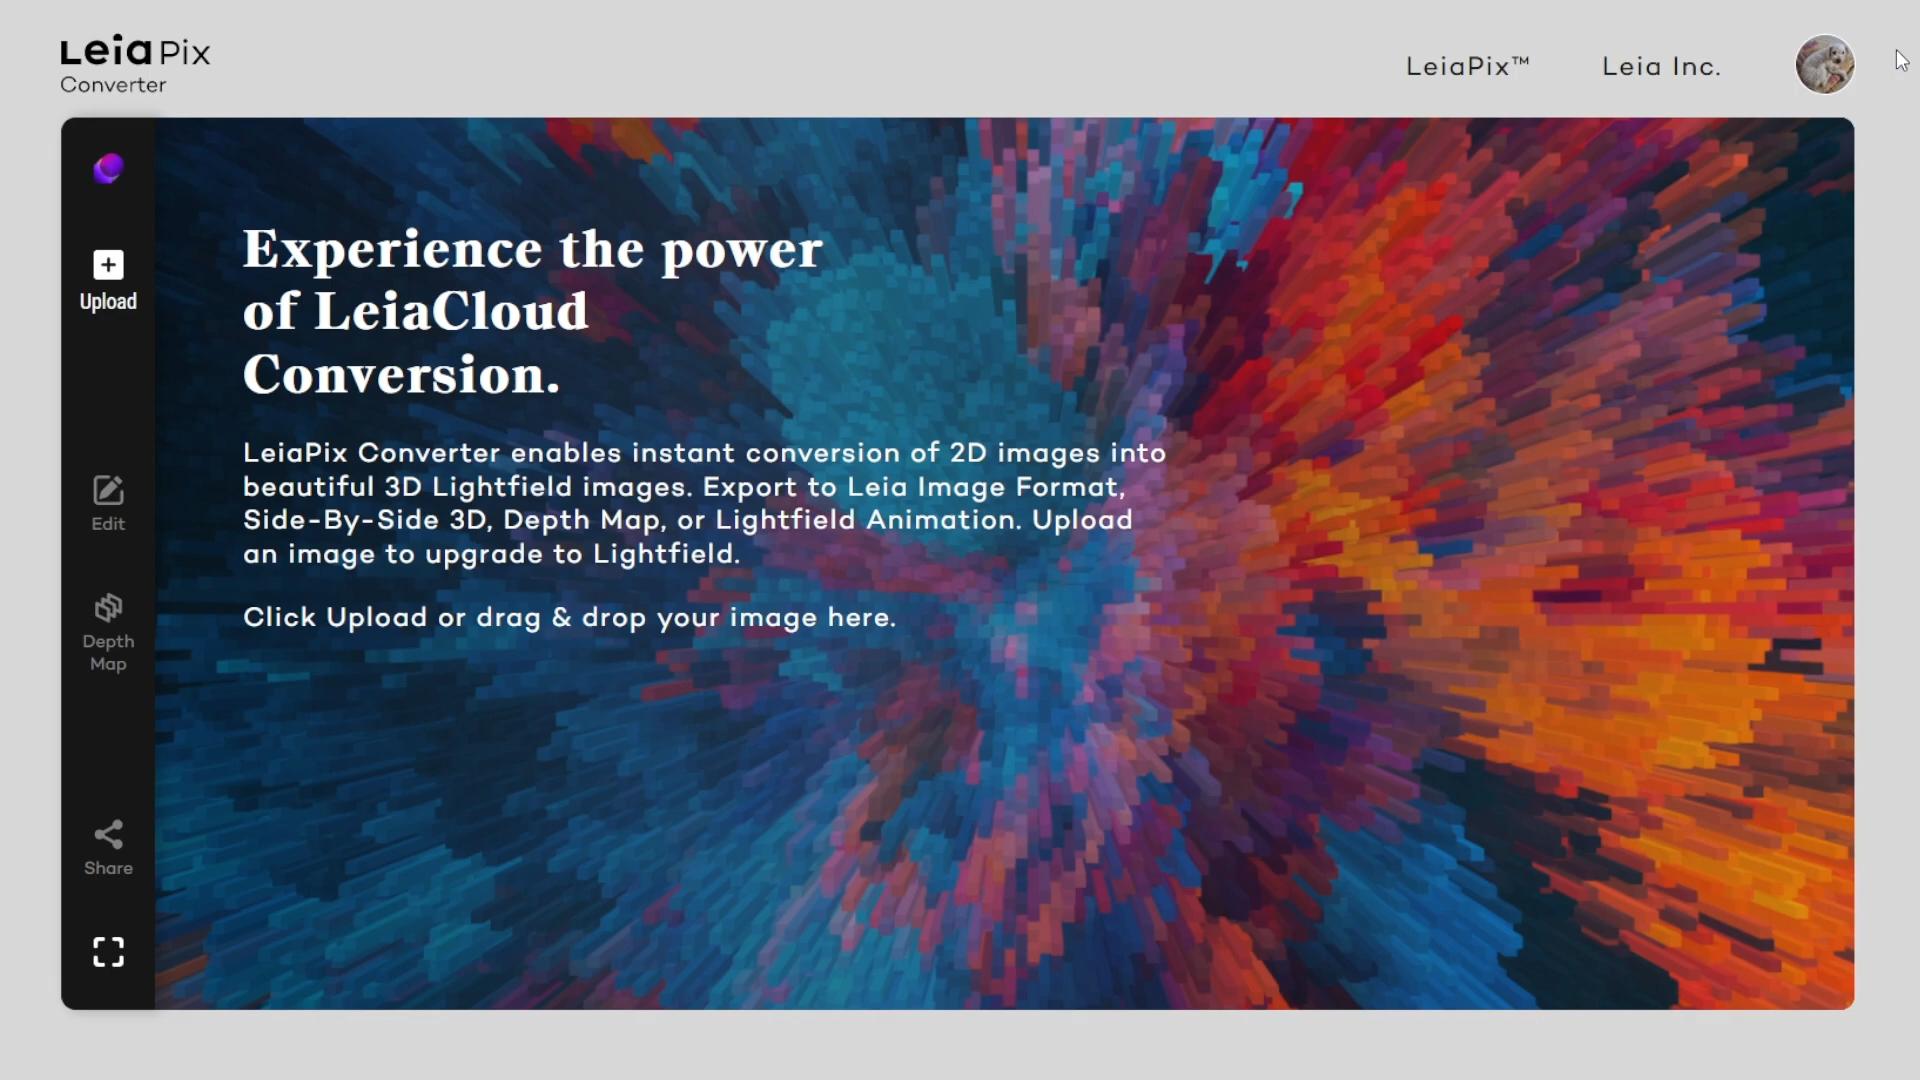 Leia Pix
Converter
LeiaPix™
Leia Inc.
Upload
Edit
Depth
Map
Share
Experience the power
of LeiaCloud
Conversion.
LeiaPix Converter enables instant conversion of 2D images into
beautiful 3D Lightfield images. Export to Leia Image Format,
Side-By-Side 3D, Depth Map, or Lightfield Animation. Upload
an image to upgrade to Lightfield.
Click Upload or drag & drop your image here.